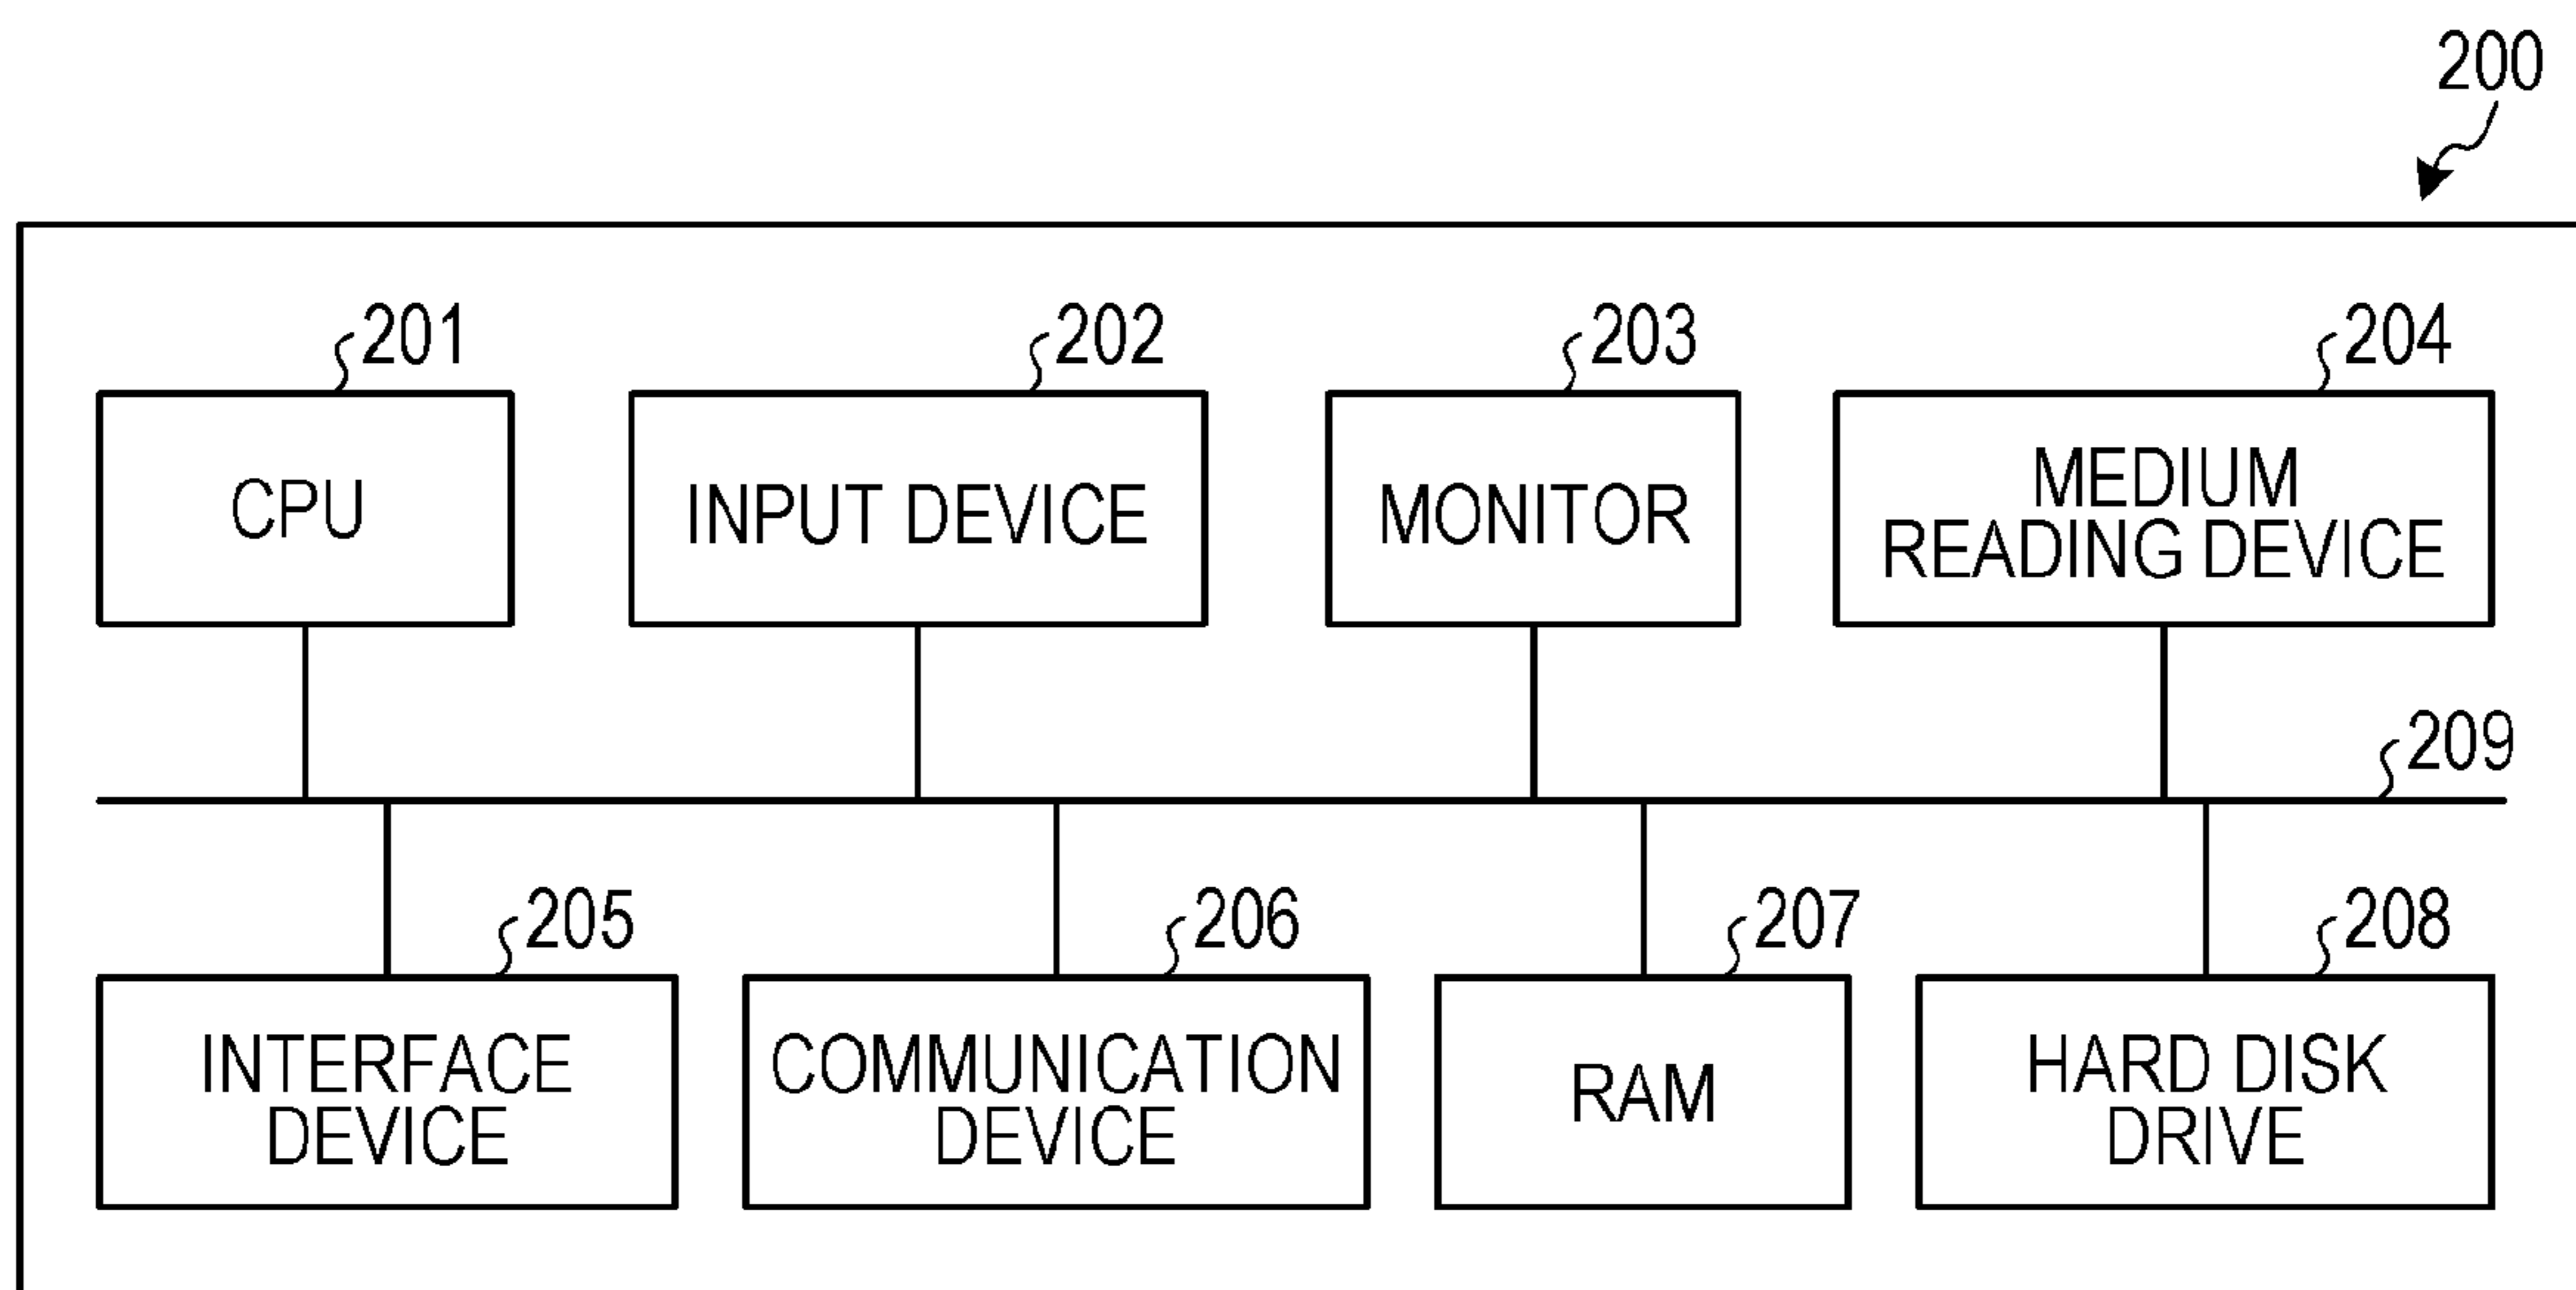 200
201
202
203
204
CPU
INPUT DEVICE
MONITOR
MEDIUM
READING DEVICE
209
205
206
207
208
INTERFACE
DEVICE
COMMUNICATION
DEVICE
RAM
HARD DISK
DRIVE